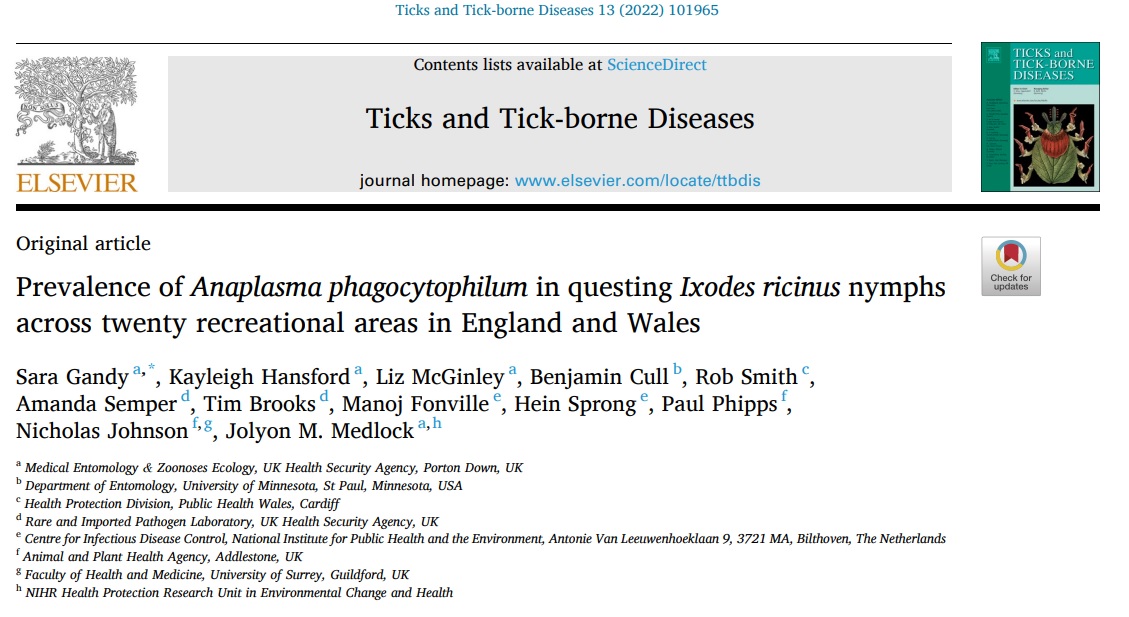 Ticks and Tick-borne Diseases 13 (2022) 101965
Contents lists available at ScienceDirect
Ticks and Tick-borne Diseases
journal homepage: www.elsevier.com/locate/ttbdis
ELSEVIER
TICKS and
TICK-BORNE
DISEASES
Original article
Check for
updates
Prevalence of Anaplasma phagocytophilum in questing Ixodes ricinus nymphs
across twenty recreational areas in England and Wales
Sara Gandy a,*, Kayleigh Hansford a, Liz McGinley a, Benjamin Cull b, Rob Smith c,
Amanda Semper d, Tim Brooks d, Manoj Fonville e, Hein Sprong e, Paul Phipps f,
Nicholas Johnson f,g, Jolyon M. Medlock a,h
a Medical Entomology & Zoonoses Ecology, UK Health Security Agency, Porton Down, UK
b Department of Entomology, University of Minnesota, St Paul, Minnesota, USA
c Health Protection Division, Public Health Wales, Cardiff
d Rare and Imported Pathogen Laboratory, UK Health Security Agency, UK
e Centre for Infectious Disease Control, National Institute for Public Health and the Environment, Antonie Van Leeuwenhoeklaan 9, 3721 MA, Bilthoven, The Netherlands
f Animal and Plant Health Agency, Addlestone, UK
g Faculty of Health and Medicine, University of Surrey, Guildford, UK
h NIHR Health Protection Research Unit in Environmental Change and Health